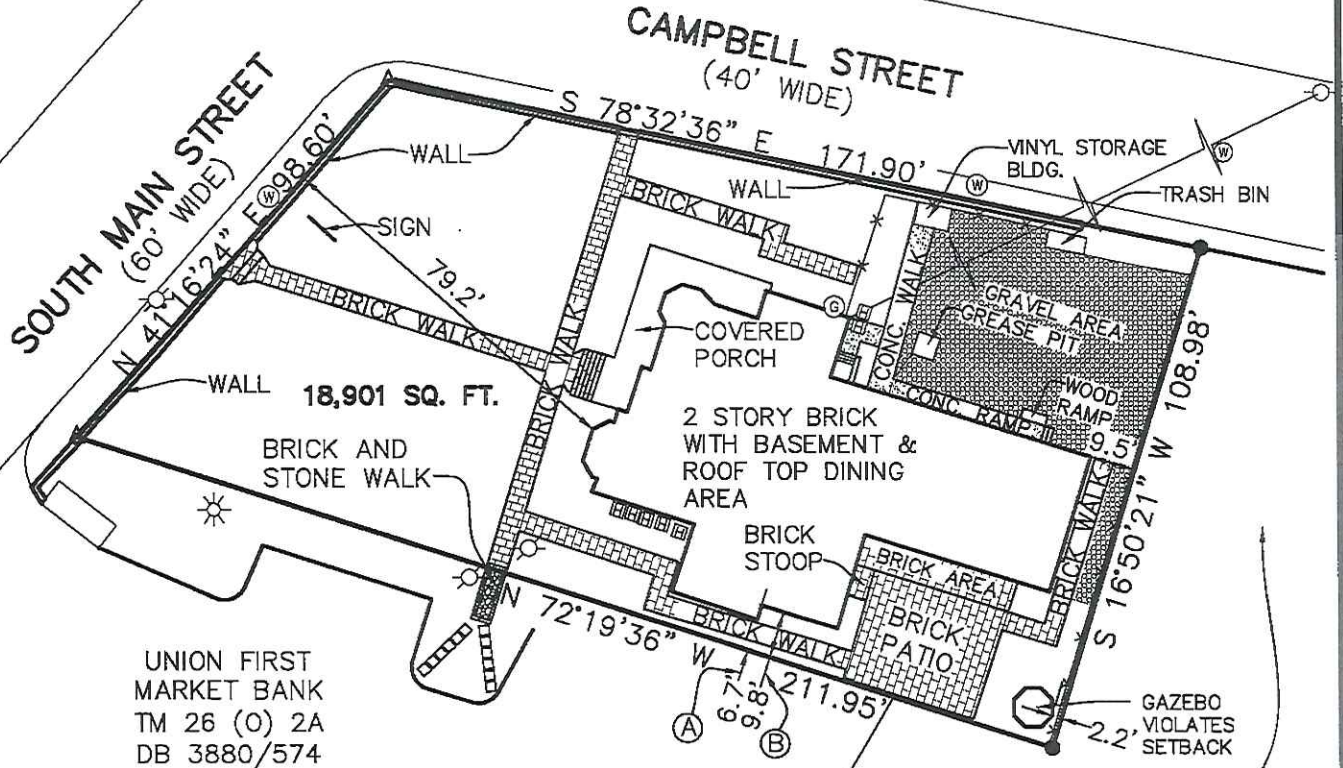 CAMPBELL STREET
(40' WIDE)
SOUTH MAIN STREET
(60' WIDE)
N 41°16'24" E 98.60'
W
S 78°32'36" E 171.90'
WALL
WALL
VINYL STORAGE
BLDG.
W
W
TRASH BIN
SIGN
79.2'
BRICK WALK
BRICK WALK
BRICK WALK
COVERED
PORCH
G
CONC. WALK
GRAVEL AREA
GREASE PIT
WOOD
RAMP
CONC. RAMP
9.5'
S 16°50'21" W 108.98'
WALL
18,901 SQ. FT.
2 STORY BRICK
WITH BASEMENT &
ROOF TOP DINING
AREA
BRICK AND
STONE WALK
BRICK
STOOP
BRICK AREA
BRICK WALK
BRICK
PATIO
BRICK WALK
N 72°19'36" W 211.95'
6.7'
9.8'
A
B
GAZEBO
VIOLATES
SETBACK
2.2'
UNION FIRST
MARKET BANK
TM 26 (O) 2A
DB 3880/574